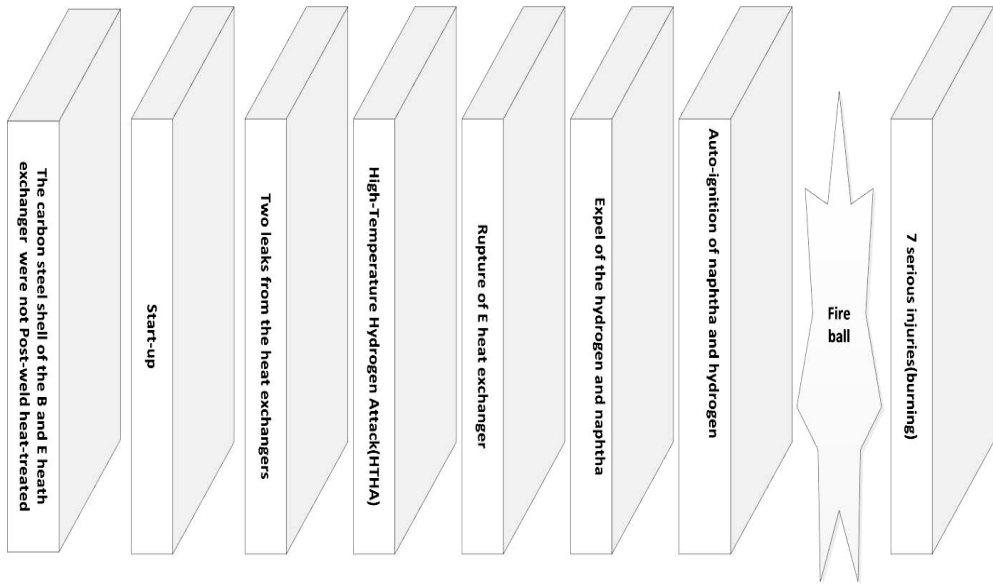 The carbon steel shell of the B and E heath
exchanger were not Post-weld heat-treated
Start-up
Two leaks from the heat exchangers
High-Temperature Hydrogen Attack(HTHA)
Rupture of E heat exchanger
Expel of the hydrogen and naphtha
Auto-ignition of naphtha and hydrogen
Fire
ball
7 serious injuries(burning)